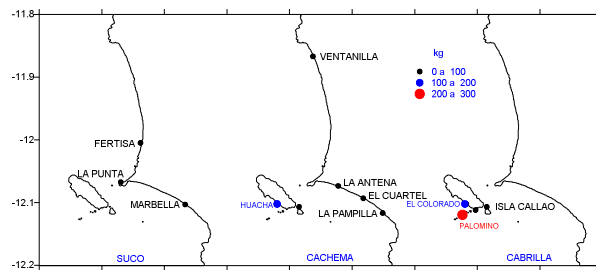 -11.8
-11.9
-12
-12.1
-12.2
FERTISA
LA PUNTA
MARBELLA
SUCO
VENTANILLA
LA ANTENA
EL CUARTEL
LA PAMPILLA
HUACHA
CACHEMA
kg
0 a 100
100 a 200
200 a 300
EL COLORADO
ISLA CALLAO
PALOMINO
CABRILLA